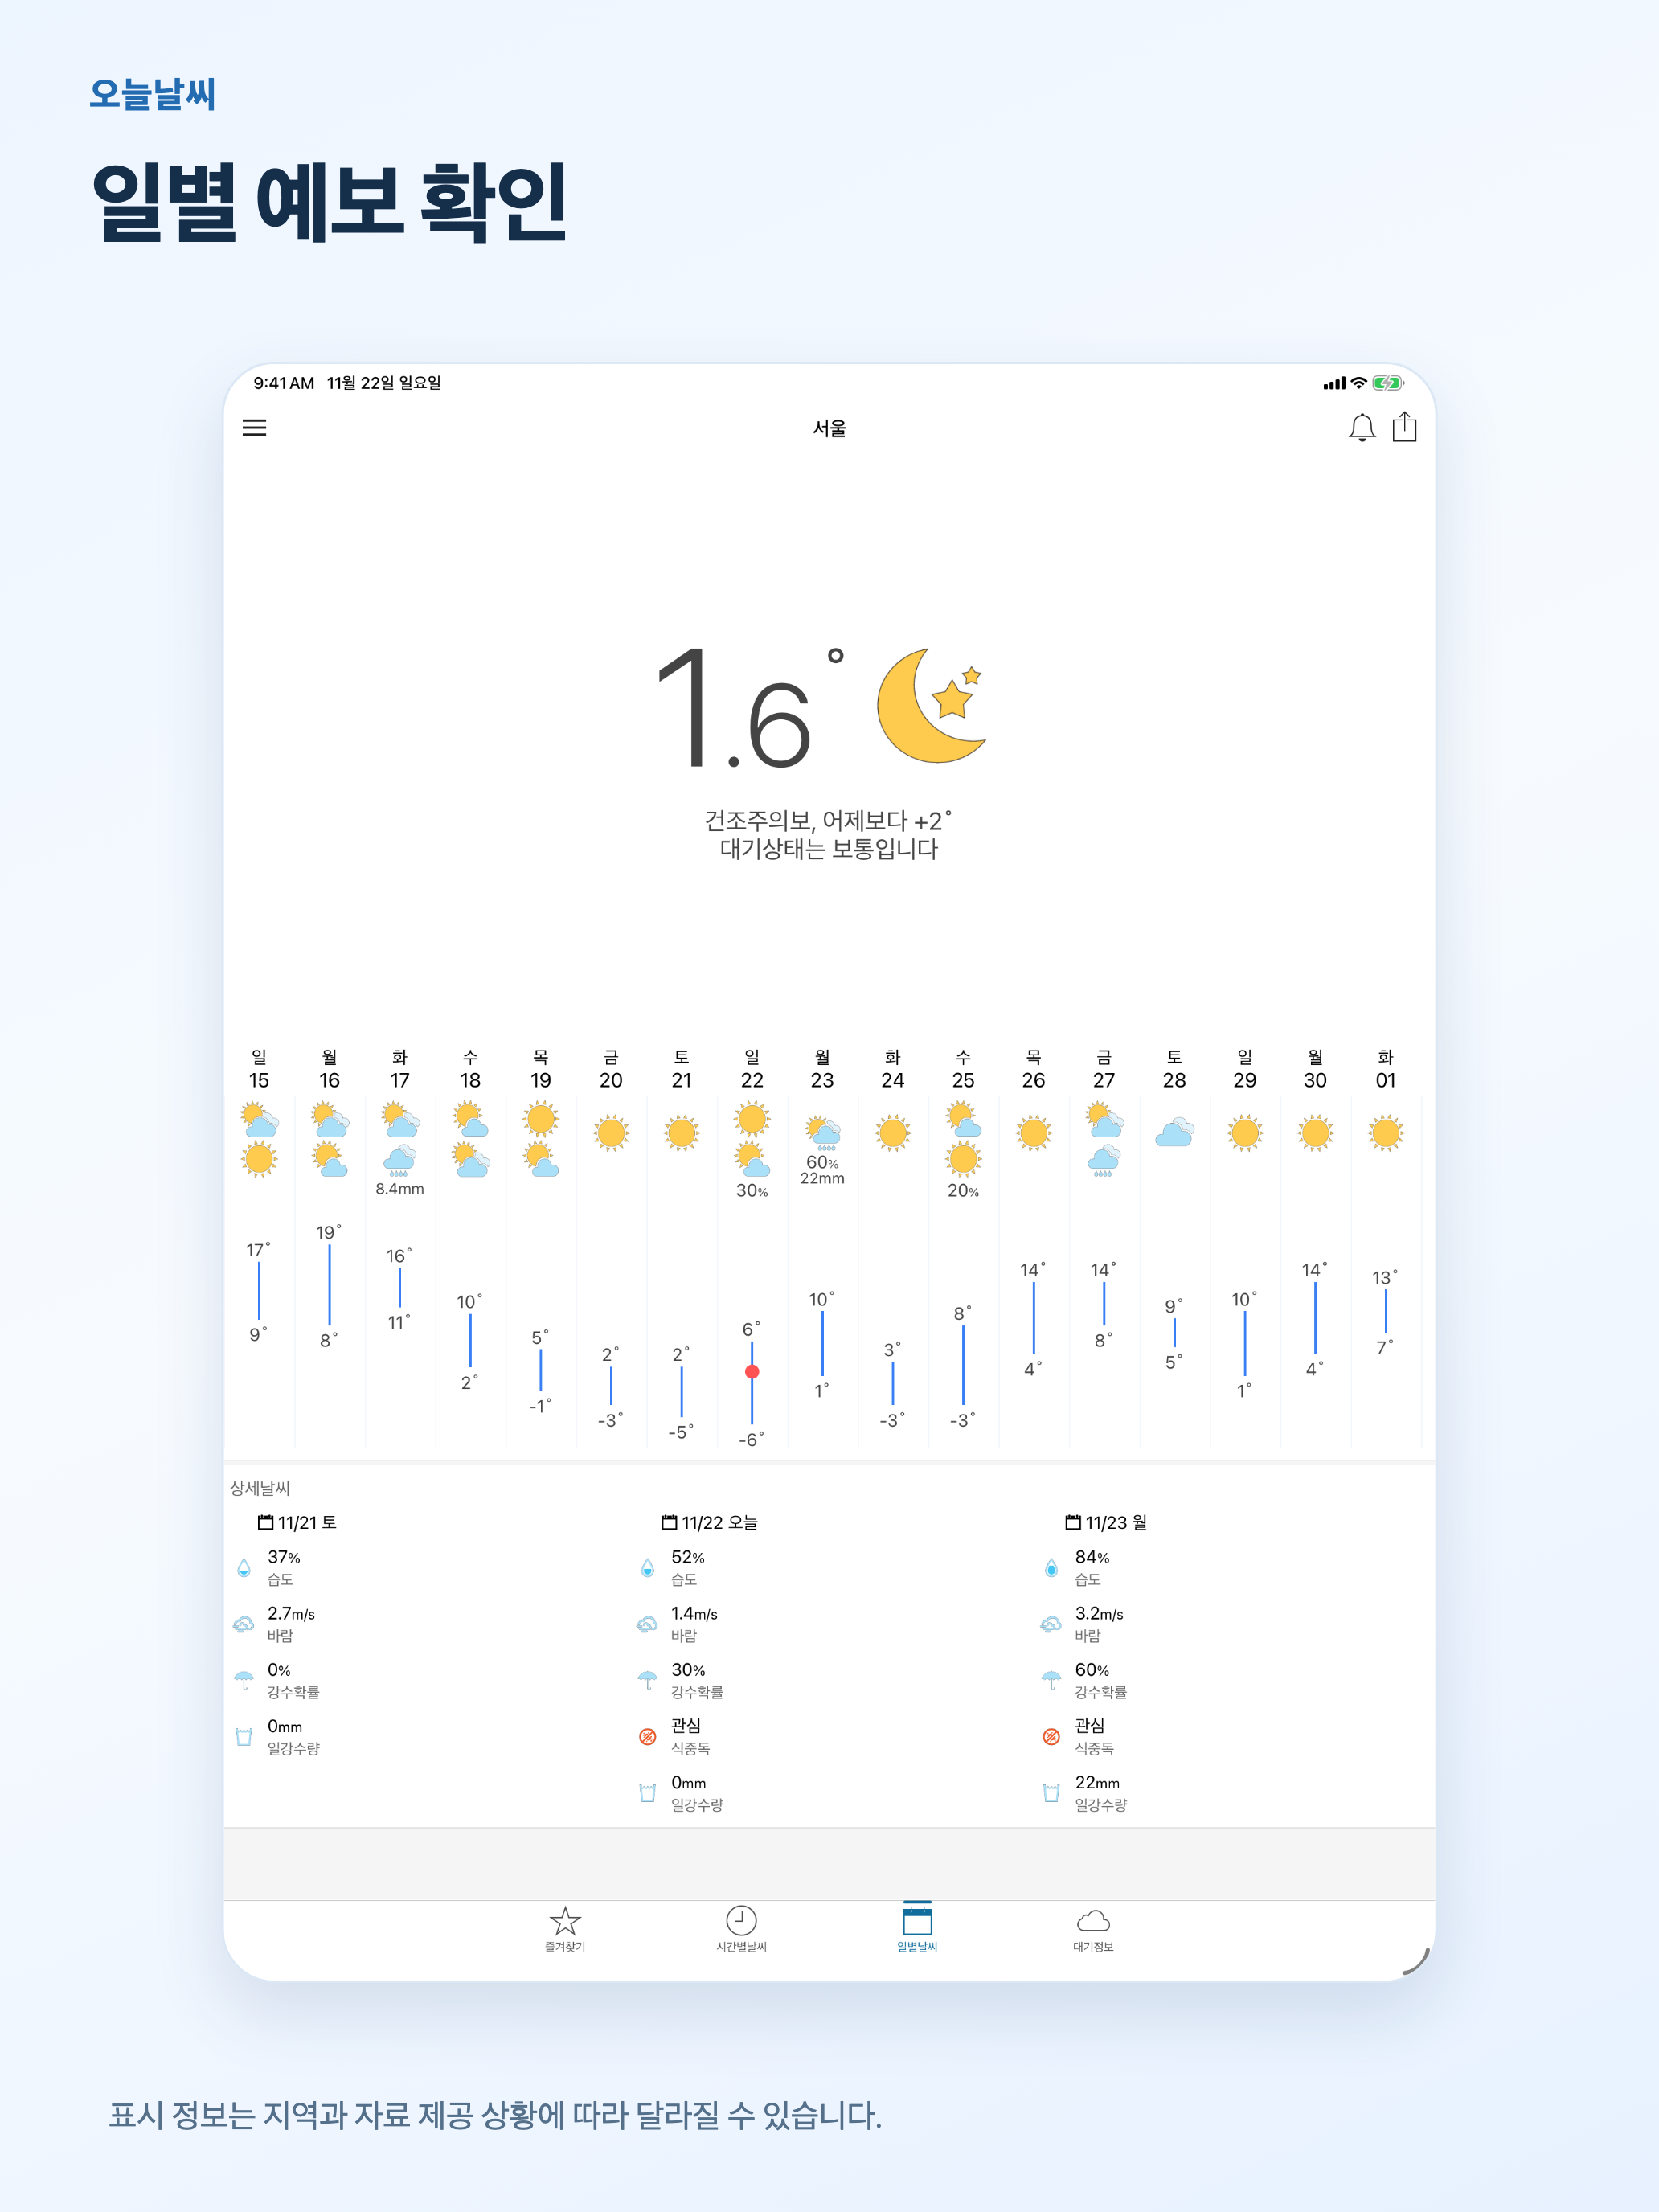 오늘날씨
일별 예보 확인
9:41 AM 11월 22일 일요일
서울
1.6°
건조주의보, 어제보다 +2°
대기상태는 보통입니다
일 월 화 수 목 금 토 일 월 화 수 목 금 토 일 월 화
15 16 17 18 19 20 21 22 23 24 25 26 27 28 29 30 01
8.4mm 30% 60% 22mm 20%
17° 19° 16° 10° 5° 2° 2° 6° 10° 3° 8° 14° 14° 9° 10° 14° 13°
9° 8° 11° 2° -1° -3° -5° -6° 1° -3° -3° 4° 8° 5° 1° 4° 7°
상세날씨
11/21 토
37%
습도
2.7m/s
바람
0%
강수확률
0mm
일강수량
11/22 오늘
52%
습도
1.4m/s
바람
30%
강수확률
관심
식중독
0mm
일강수량
11/23 월
84%
습도
3.2m/s
바람
60%
강수확률
관심
식중독
22mm
일강수량
즐겨찾기 시간별날씨 일별날씨 대기정보
표시 정보는 지역과 자료 제공 상황에 따라 달라질 수 있습니다.